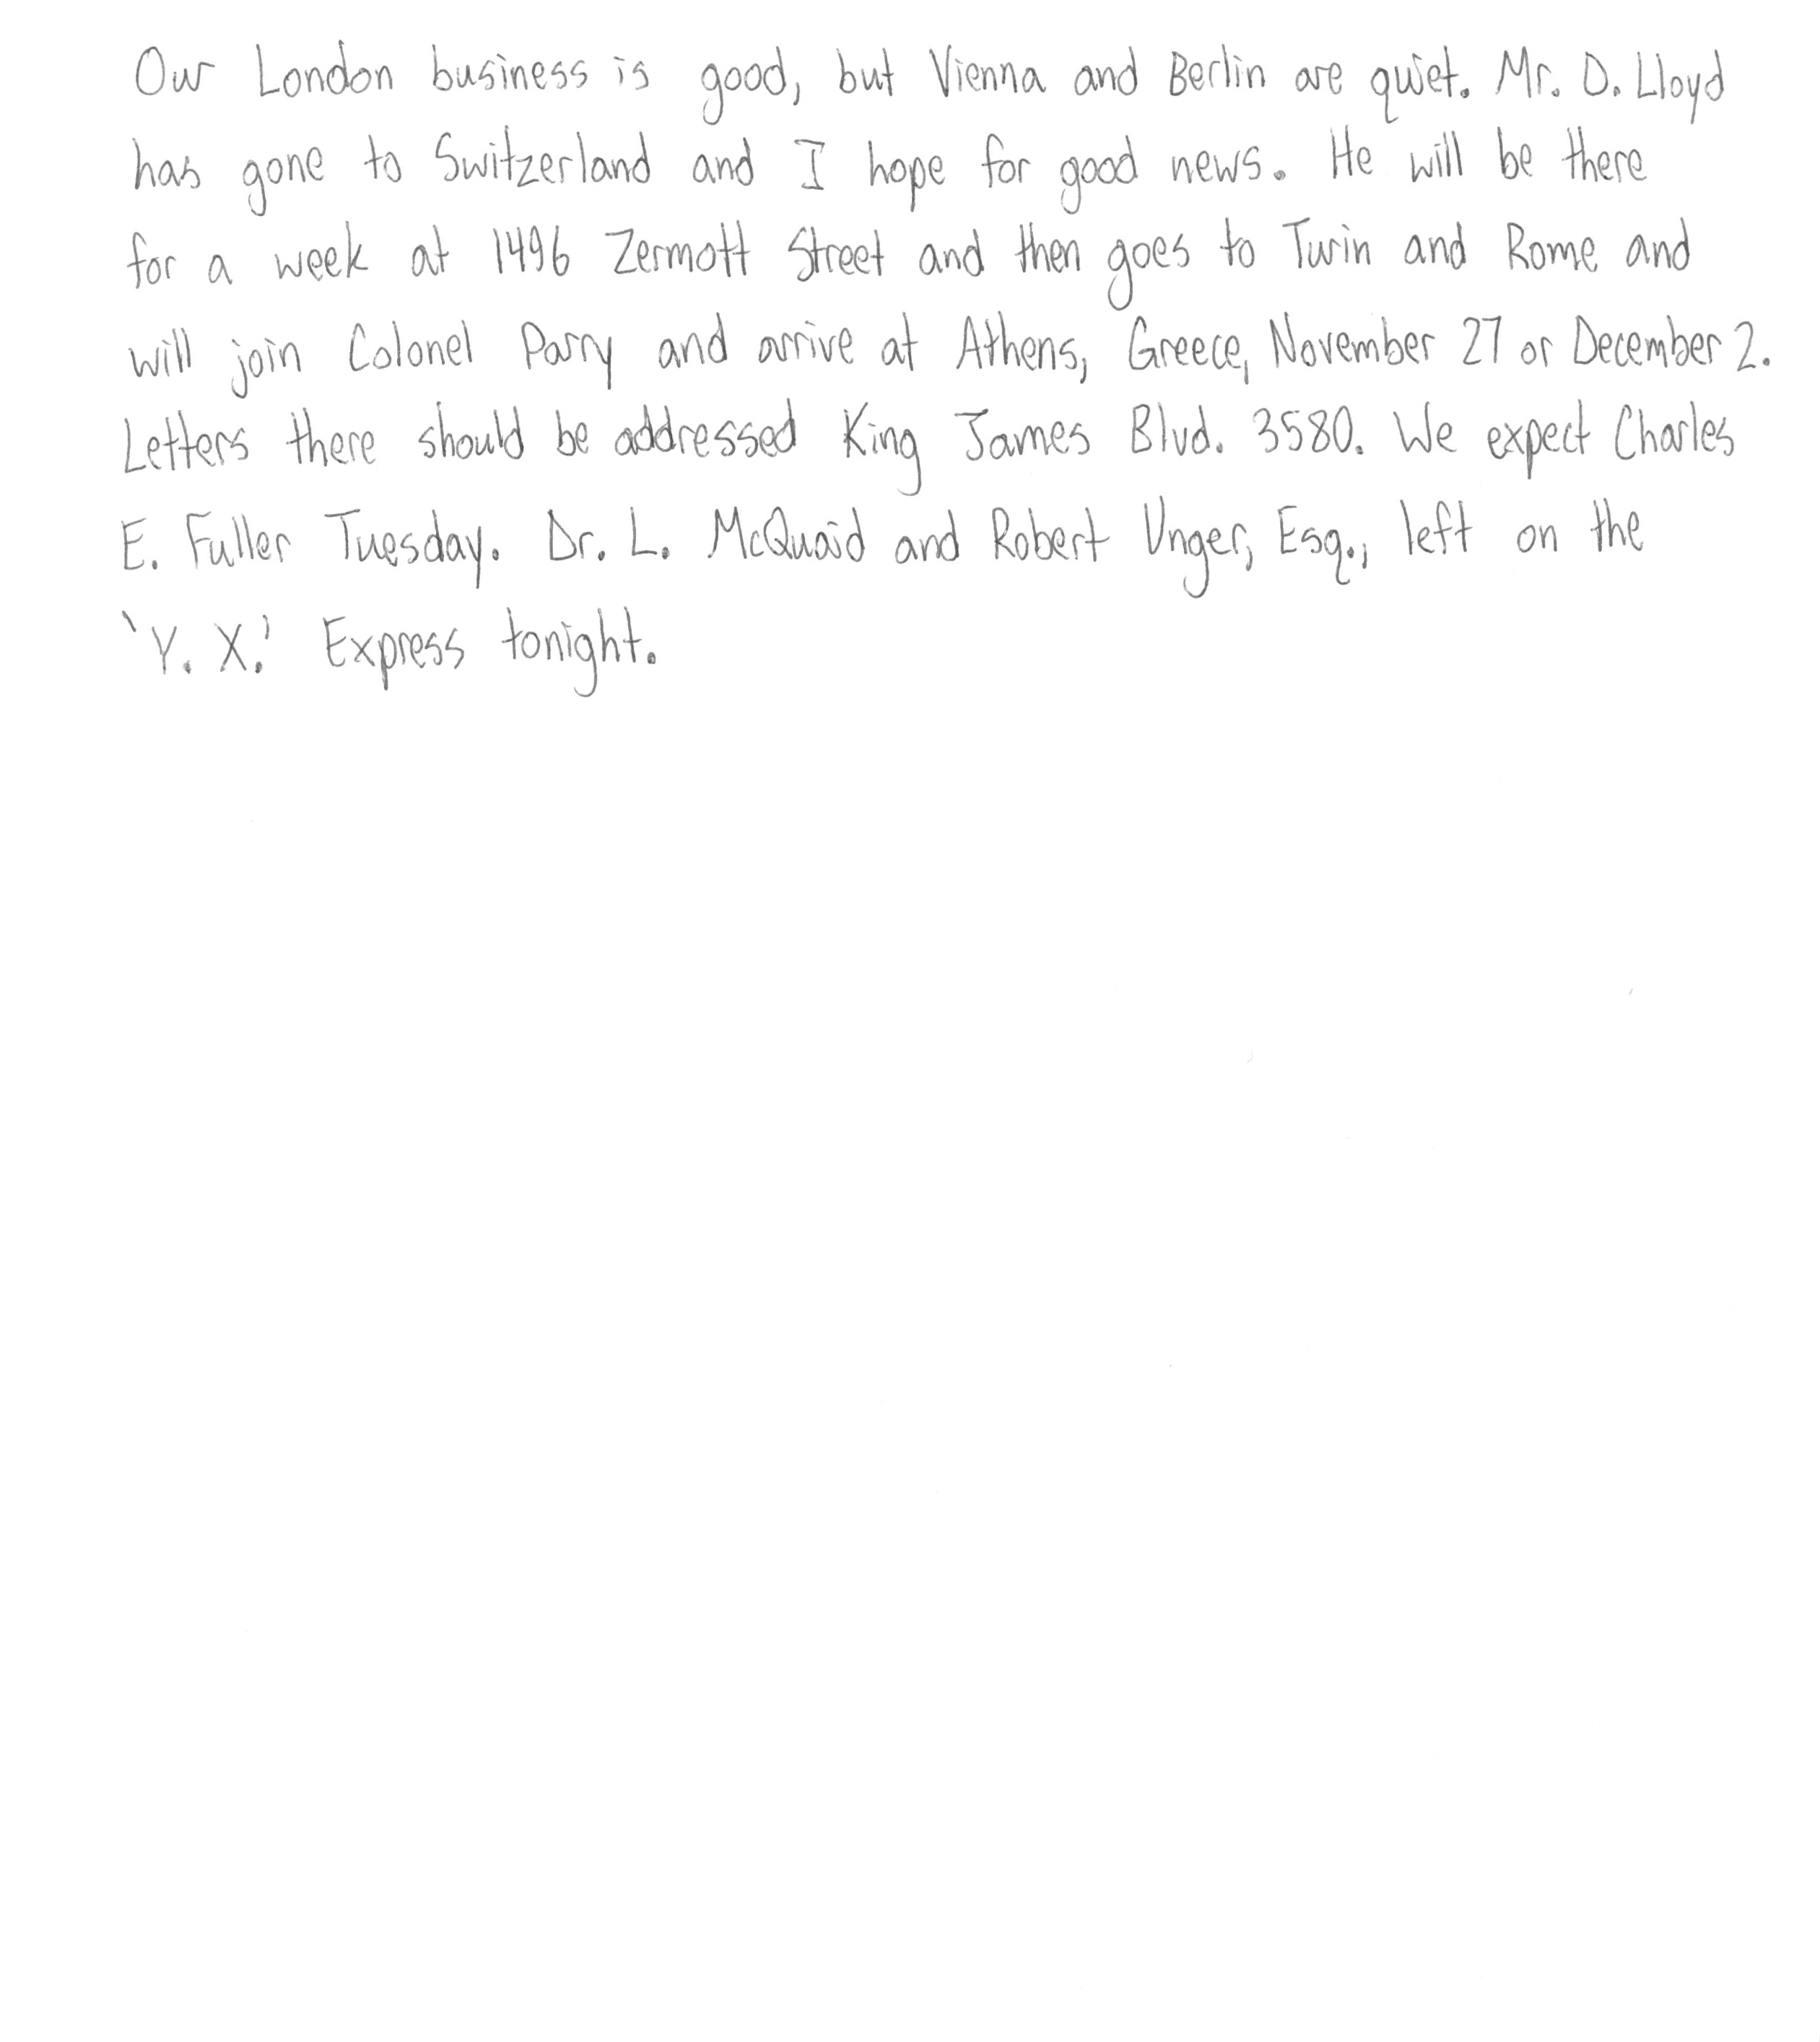 Our London business is good, but Vienna and Berlin are quiet. Mr. D. Lloyd
has gone to Switzerland and I hope for good news. He will be there
for a week at 1496 Zermott Street and then goes to Turin and Rome and
will join Colonel Parry and arrive at Athens, Greece, November 27 or December 2.
Letters there should be addressed King James Blvd. 3580. We expect Charles
E. Fuller Tuesday. Dr. L. McQuaid and Robert Unger, Esq., left on the
'Y. X.' Express tonight.